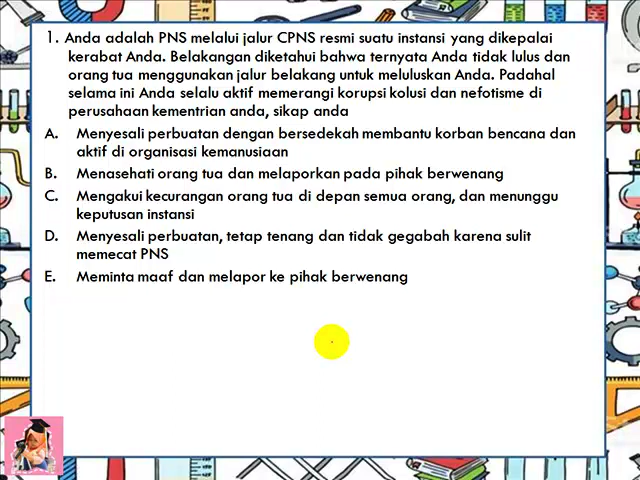 1. Anda adalah PNS melalui jalur CPNS resmi suatu instansi yang dikepalai
kerabat Anda. Belakangan diketahui bahwa ternyata Anda tidak lulus dan
orang tua menggunakan jalur belakang untuk meluluskan Anda. Padahal
selama ini Anda selalu aktif memerangi korupsi kolusi dan nefotisme di
perusahaan kementrian anda, sikap anda
A. Menyesali perbuatan dengan bersedekah membantu korban bencana dan
aktif di organisasi kemanusiaan
B. Menasehati orang tua dan melaporkan pada pihak berwenang
C. Mengakui kecurangan orang tua di depan semua orang, dan menunggu
keputusan instansi
D. Menyesali perbuatan, tetap tenang dan tidak gegabah karena sulit
memecat PNS
E. Meminta maaf dan melapor ke pihak berwenang